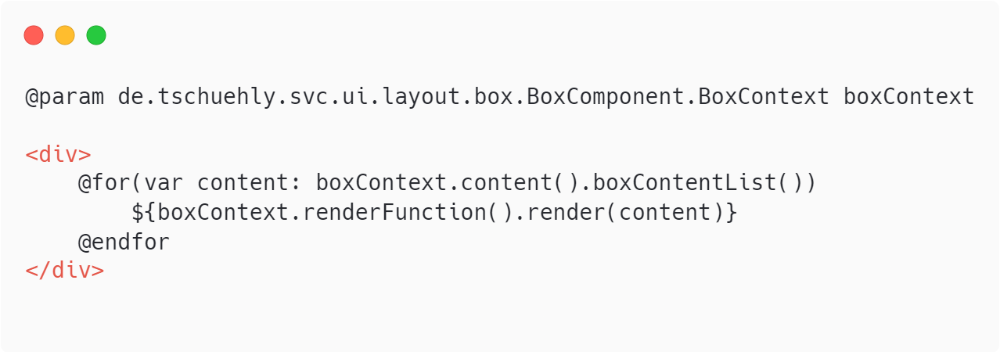 @param de.tschuehly.svc.ui.layout.box.BoxComponent.BoxContext boxContext

<div>
    @for(var content: boxContext.content().boxContentList())
        ${boxContext.renderFunction().render(content)}
    @endfor
</div>